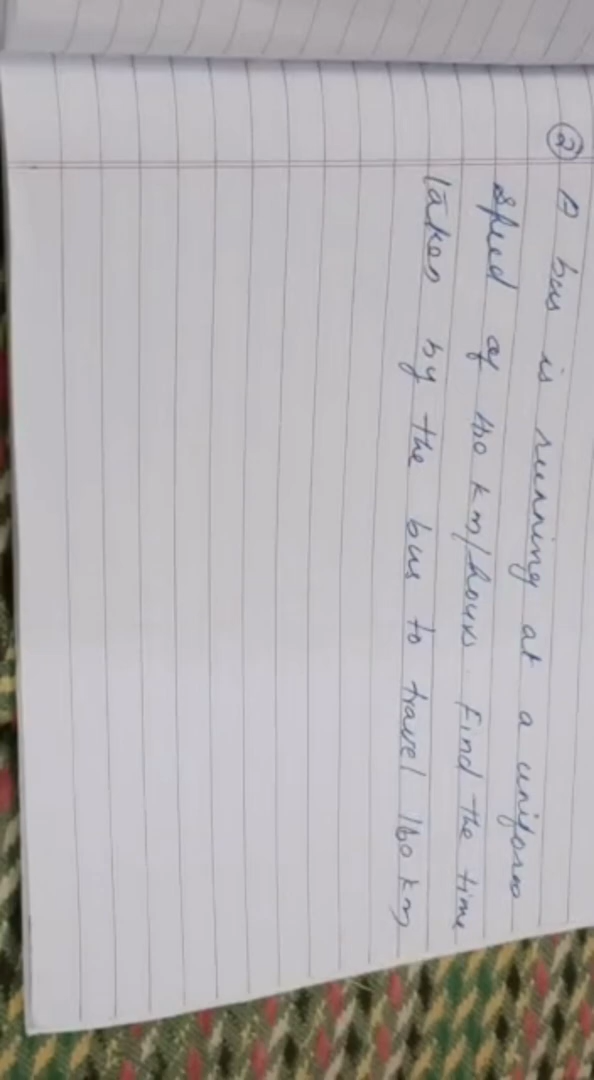 ② A bus is running at a uniform
speed of 40 km/hours. Find the time
taken by the bus to travel 160 km